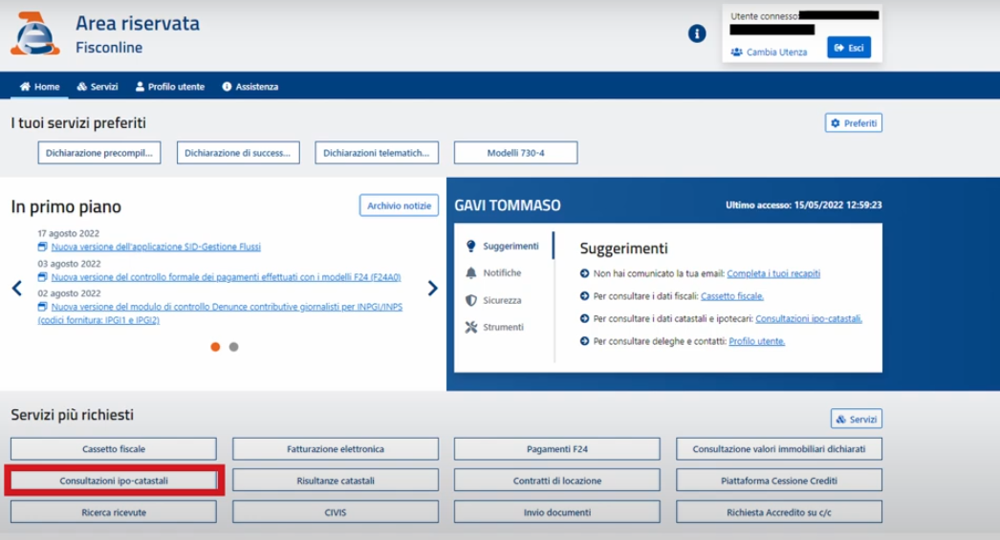 Area riservata
Fisconline
Utente connesso:
Cambia Utenza
Esci
Home
Servizi
Profilo utente
Assistenza
I tuoi servizi preferiti
Preferiti
Dichiarazione precompil...
Dichiarazione di success...
Dichiarazioni telematich...
Modelli 730-4
In primo piano
Archivio notizie
17 agosto 2022
Nuova versione dell'applicazione SID-Gestione Flussi
03 agosto 2022
Nuova versione del controllo formale dei pagamenti effettuati con i modelli F24 (F24A0)
02 agosto 2022
Nuova versione del modulo di controllo Denunce contributive giornalisti per INPGI/INPS
(codici fornitura: IPGI1 e IPGI2)
GAVI TOMMASO
Ultimo accesso: 15/05/2022 12:59:23
Suggerimenti
Notifiche
Sicurezza
Strumenti
Suggerimenti
Non hai comunicato la tua email: Completa i tuoi recapiti
Per consultare i dati fiscali: Cassetto fiscale.
Per consultare i dati catastali e ipotecari: Consultazioni ipo-catastali.
Per consultare deleghe e contatti: Profilo utente.
Servizi più richiesti
Servizi
Cassetto fiscale
Fatturazione elettronica
Pagamenti F24
Consultazione valori immobiliari dichiarati
Consultazioni ipo-catastali
Risultanze catastali
Contratti di locazione
Piattaforma Cessione Crediti
Ricerca ricevute
CIVIS
Invio documenti
Richiesta Accredito su c/c